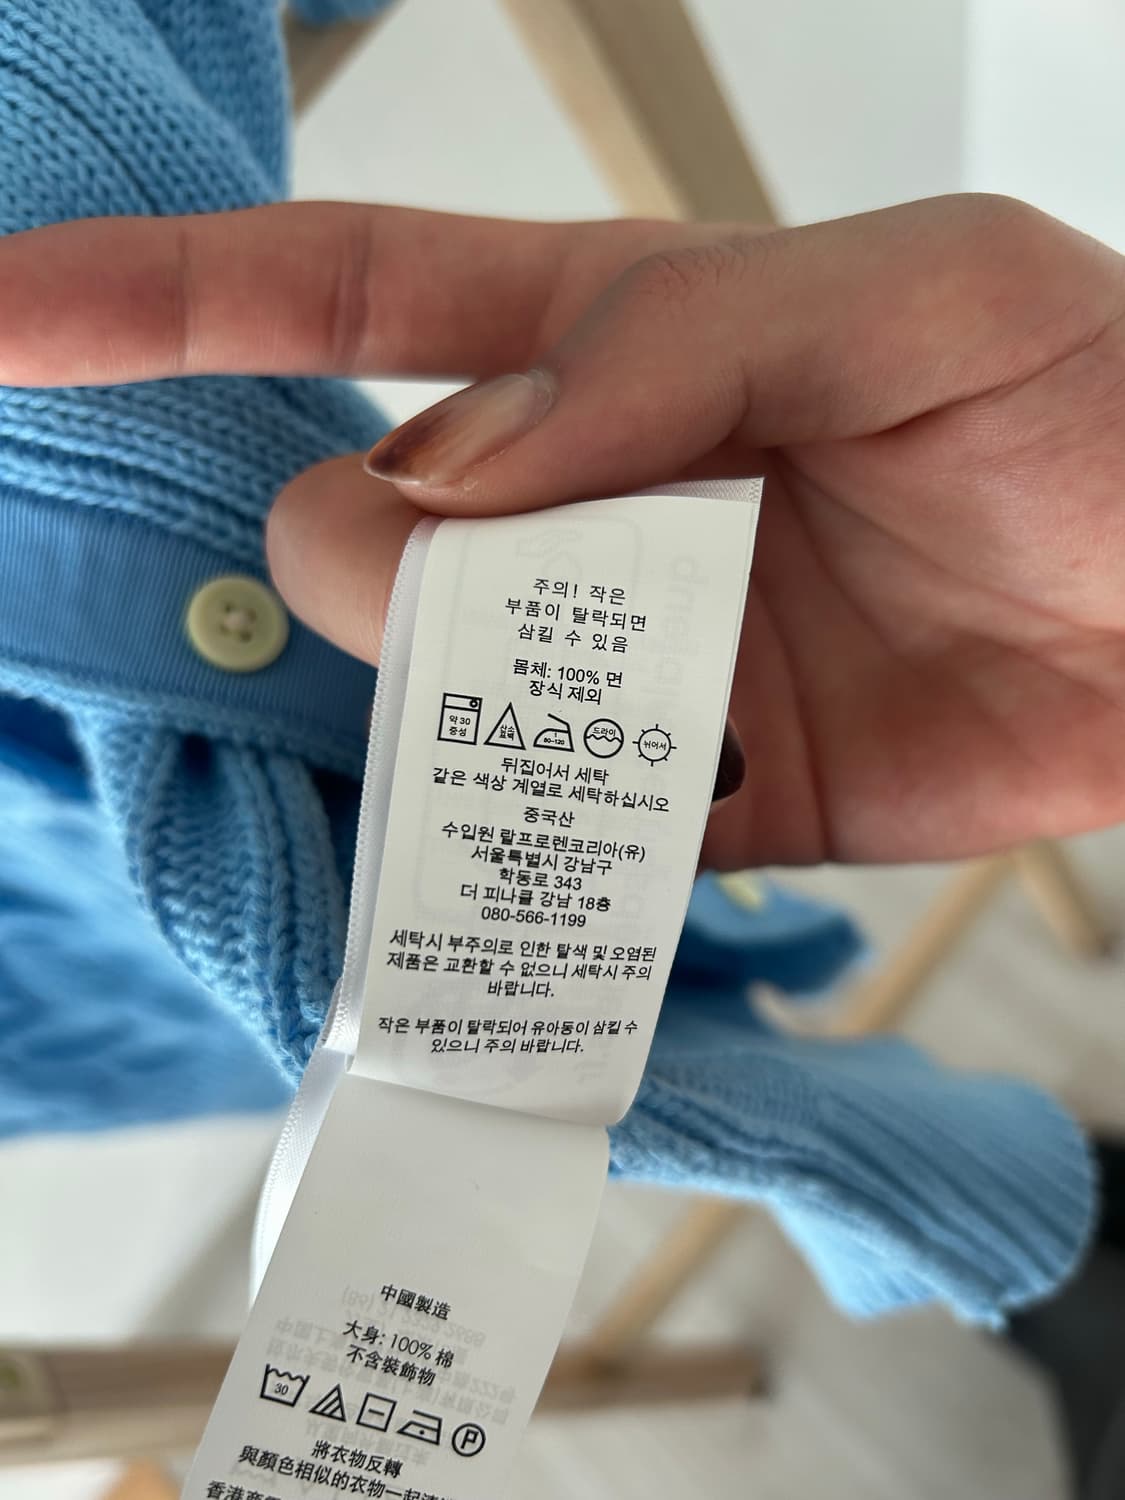 주의! 작은
부품이 탈락되면
삼킬 수 있음
몸체: 100% 면
장식 제외
약 30
중성
산소
표백
80~120
드라이
뉘어서
뒤집어서 세탁
같은 색상 계열로 세탁하십시오
중국산
수입원 랄프로렌코리아(유)
서울특별시 강남구
학동로 343
더 피나클 강남 18층
080-566-1199
세탁시 부주의로 인한 탈색 및 오염된
제품은 교환할 수 없으니 세탁시 주의
바랍니다.
작은 부품이 탈락되어 유아동이 삼킬 수
있으니 주의 바랍니다.
中國製造
大身: 100% 棉
不含裝飾物
30
P
將衣物反轉
與顏色相似的衣物一起
香港